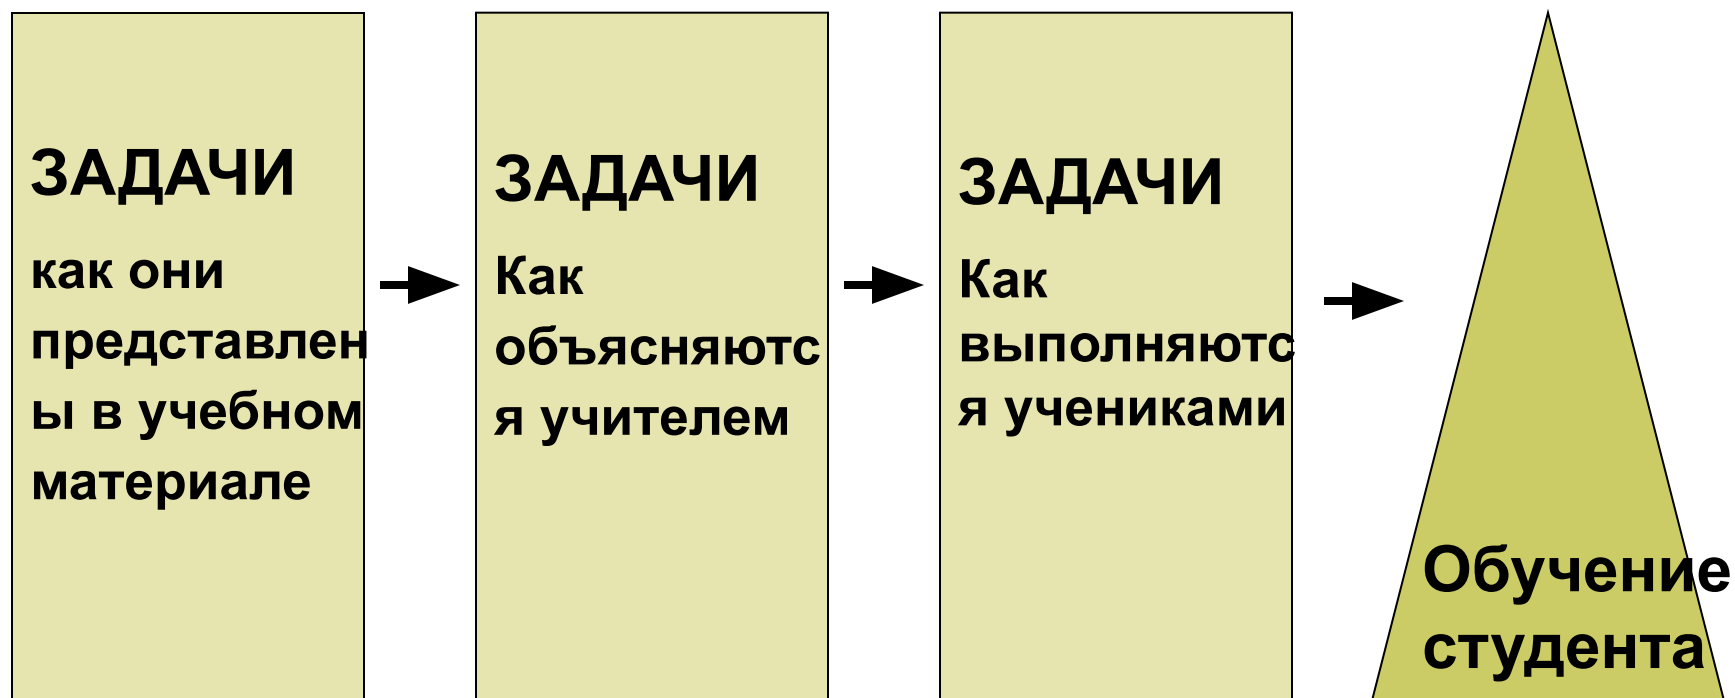 ЗАДАЧИ
как они
представлен
ы в учебном
материале
ЗАДАЧИ
Как
объясняютс
я учителем
ЗАДАЧИ
Как
выполняютс
я учениками
Обучение
студента